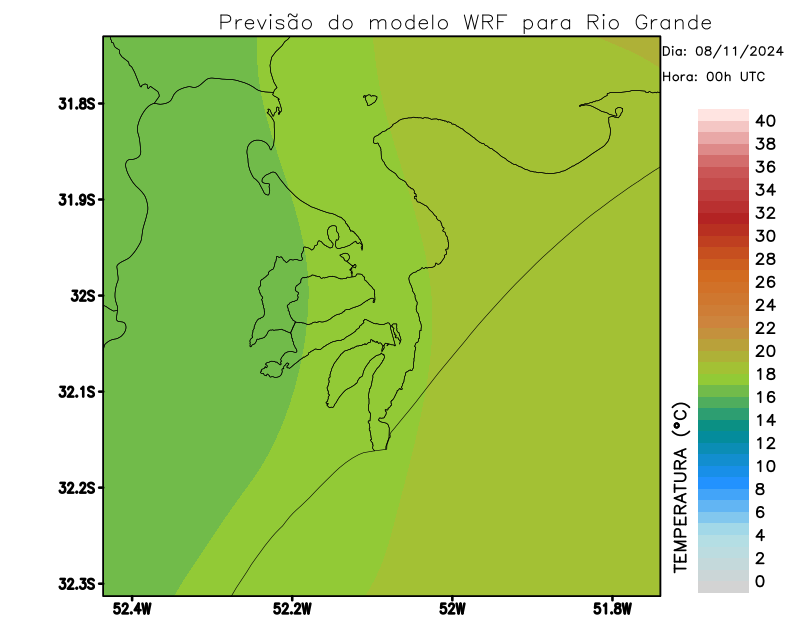 Previsão do modelo WRF para Rio Grande
Dia: 08/11/2024
Hora: 00h UTC
31.8S
31.9S
32S
32.1S
32.2S
32.3S
52.4W
52.2W
52W
51.8W
TEMPERATURA (°C)
40
38
36
34
32
30
28
26
24
22
20
18
16
14
12
10
8
6
4
2
0